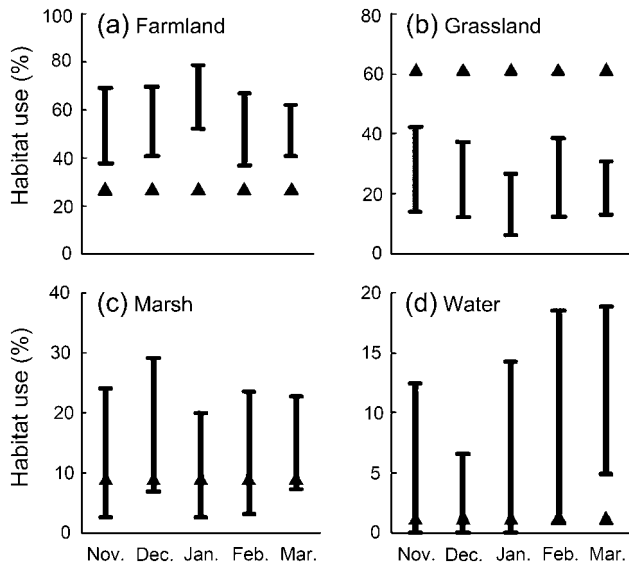 (a) Farmland
(b) Grassland
Habitat use (%)
100
80
60
40
20
0
80
60
40
20
0
(c) Marsh
(d) Water
Habitat use (%)
40
30
20
10
0
20
15
10
5
0
Nov. Dec. Jan. Feb. Mar.
Nov. Dec. Jan. Feb. Mar.